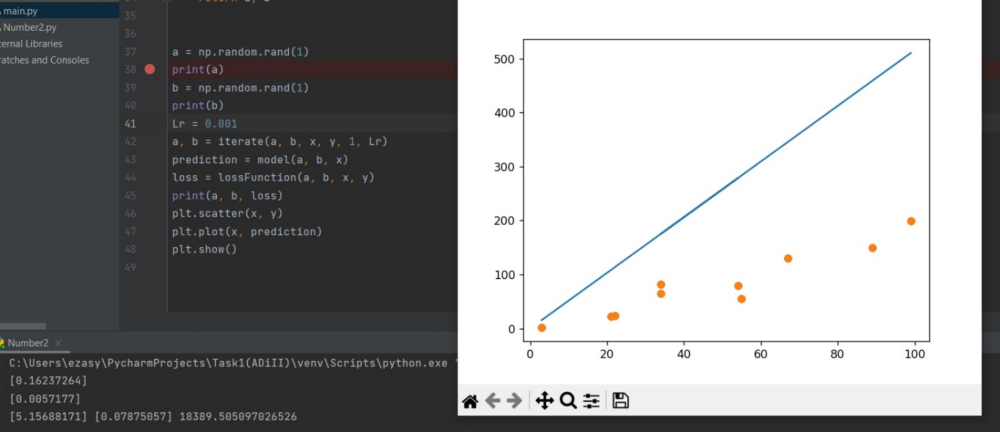 main.py
Number2.py
ternal Libraries
ratches and Consoles
35
36
37 a = np.random.rand(1)
38 print(a)
39 b = np.random.rand(1)
40 print(b)
41 Lr = 0.001
42 a, b = iterate(a, b, x, y, 1, Lr)
43 prediction = model(a, b, x)
44 loss = lossFunction(a, b, x, y)
45 print(a, b, loss)
46 plt.scatter(x, y)
47 plt.plot(x, prediction)
48 plt.show()
49
500
400
300
200
100
0
0 20 40 60 80 100
Number2 ×
C:\Users\ezasy\PycharmProjects\Task1(ADiII)\venv\Scripts\python.exe
[0.16237264]
[0.0057177]
[5.15688171] [0.07875057] 18389.505097026526